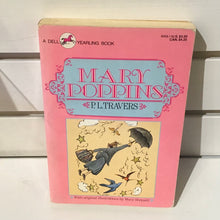 A DELL YEARLING BOOK
MARY
POPPINS
P.L. TRAVERS
With original illustrations by Mary Shepard